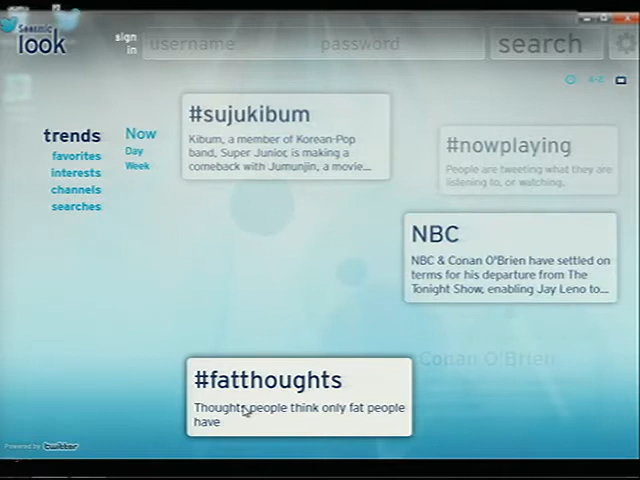 Seesmic
look
sign
in
username
password
search
A-Z
trends
favorites
interests
channels
searches
Now
Day
Week
#sujukibum
Kibum, a member of Korean-Pop
band, Super Junior, is making a
comeback with Jumunjin, a movie...
#nowplaying
People are tweeting what they are
listening to, or watching.
NBC
NBC & Conan O'Brien have settled on
terms for his departure from The
Tonight Show, enabling Jay Leno to...
Conan O'Brien
#fatthoughts
Thoughts people think only fat people
have
Powered by twitter